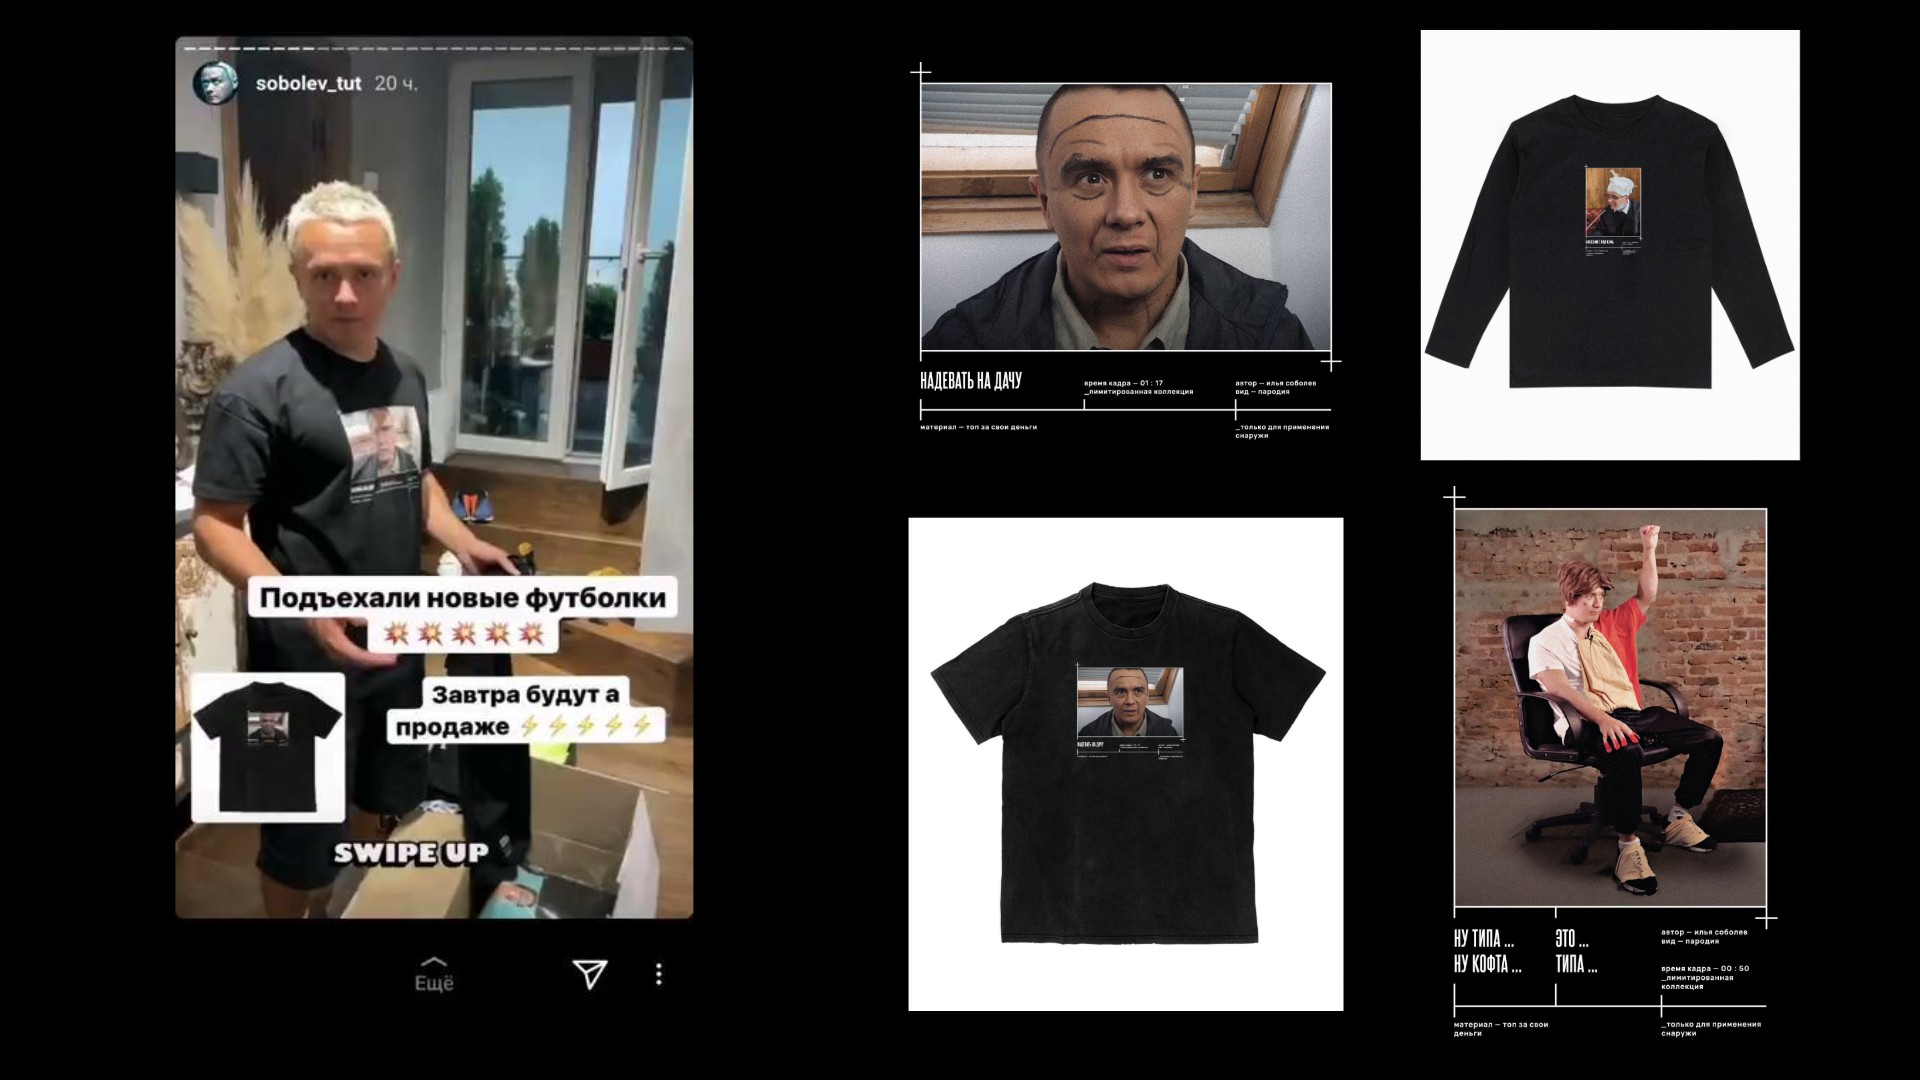 sobolev_tut 20 ч.
Подъехали новые футболки
💥💥💥💥💥
Завтра будут а
продаже ⚡⚡⚡⚡⚡
SWIPE UP
Ещё
НАДЕВАТЬ НА ДАЧУ
время кадра — 01 : 17
_лимитированная коллекция
автор — илья соболев
вид — пародия
материал — топ за свои деньги
_только для применения
снаружи
НАДЕВАТЬ НА ДАЧУ
НУ ТИПА ...
НУ КОФТА ...
ЭТО ...
ТИПА ...
автор — илья соболев
вид — пародия
время кадра — 00 : 50
_лимитированная
коллекция
материал — топ за свои
деньги
_только для применения
снаружи